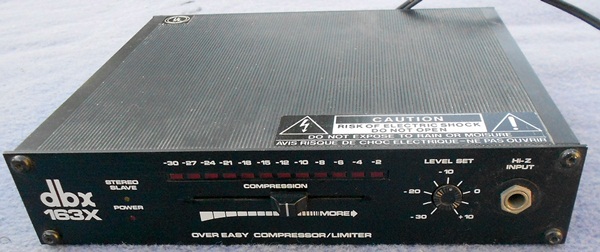 CAUTION
RISK OF ELECTRIC SHOCK
DO NOT OPEN
DO NOT EXPOSE TO RAIN OR MOISURE
AVIS RISQUE DE CHOC ELECTRIQUE-NE PAS OUVRIR
-30 -27 -24 -21 -18 -15 -12 -10 -8 -6 -4 -2
dbx
163X
STEREO
SLAVE
POWER
COMPRESSION
MORE
OVER EASY COMPRESSOR/LIMITER
LEVEL SET
-10
-20 0
-30 +10
HI-Z
INPUT